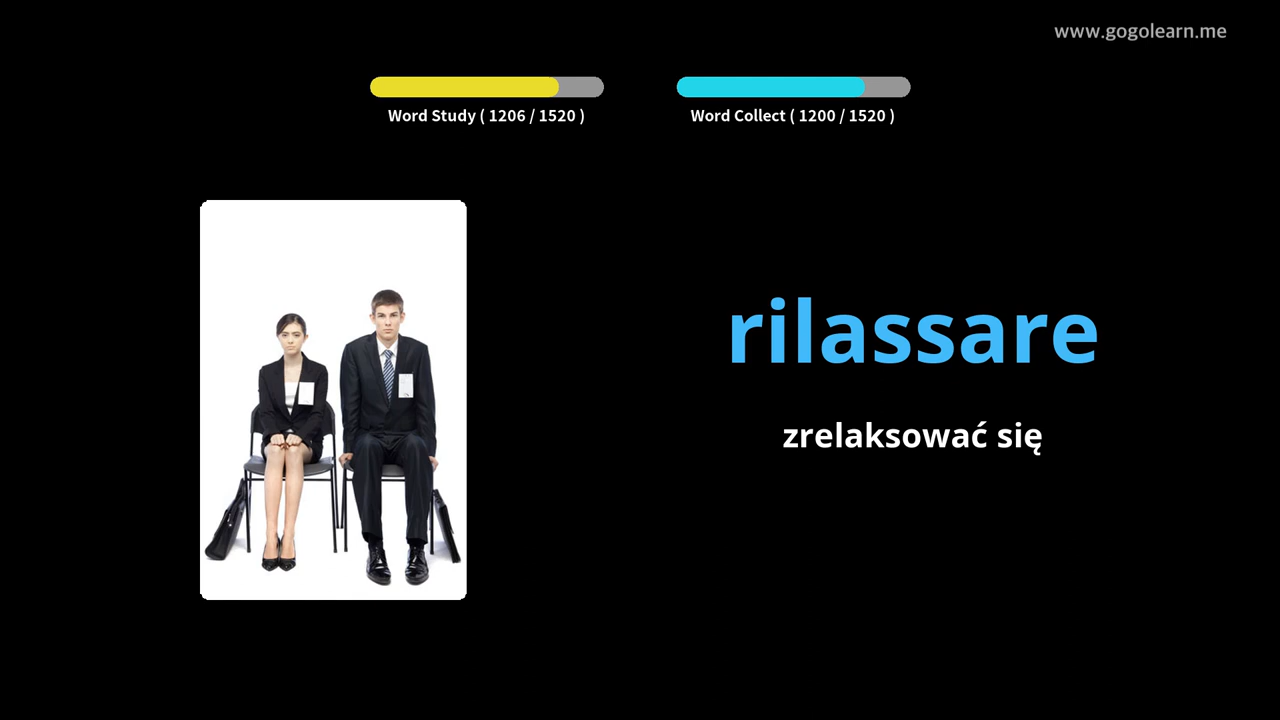 www.gogolearn.me
Word Study ( 1206 / 1520 )
Word Collect ( 1200 / 1520 )
rilassare
zrelaksować się